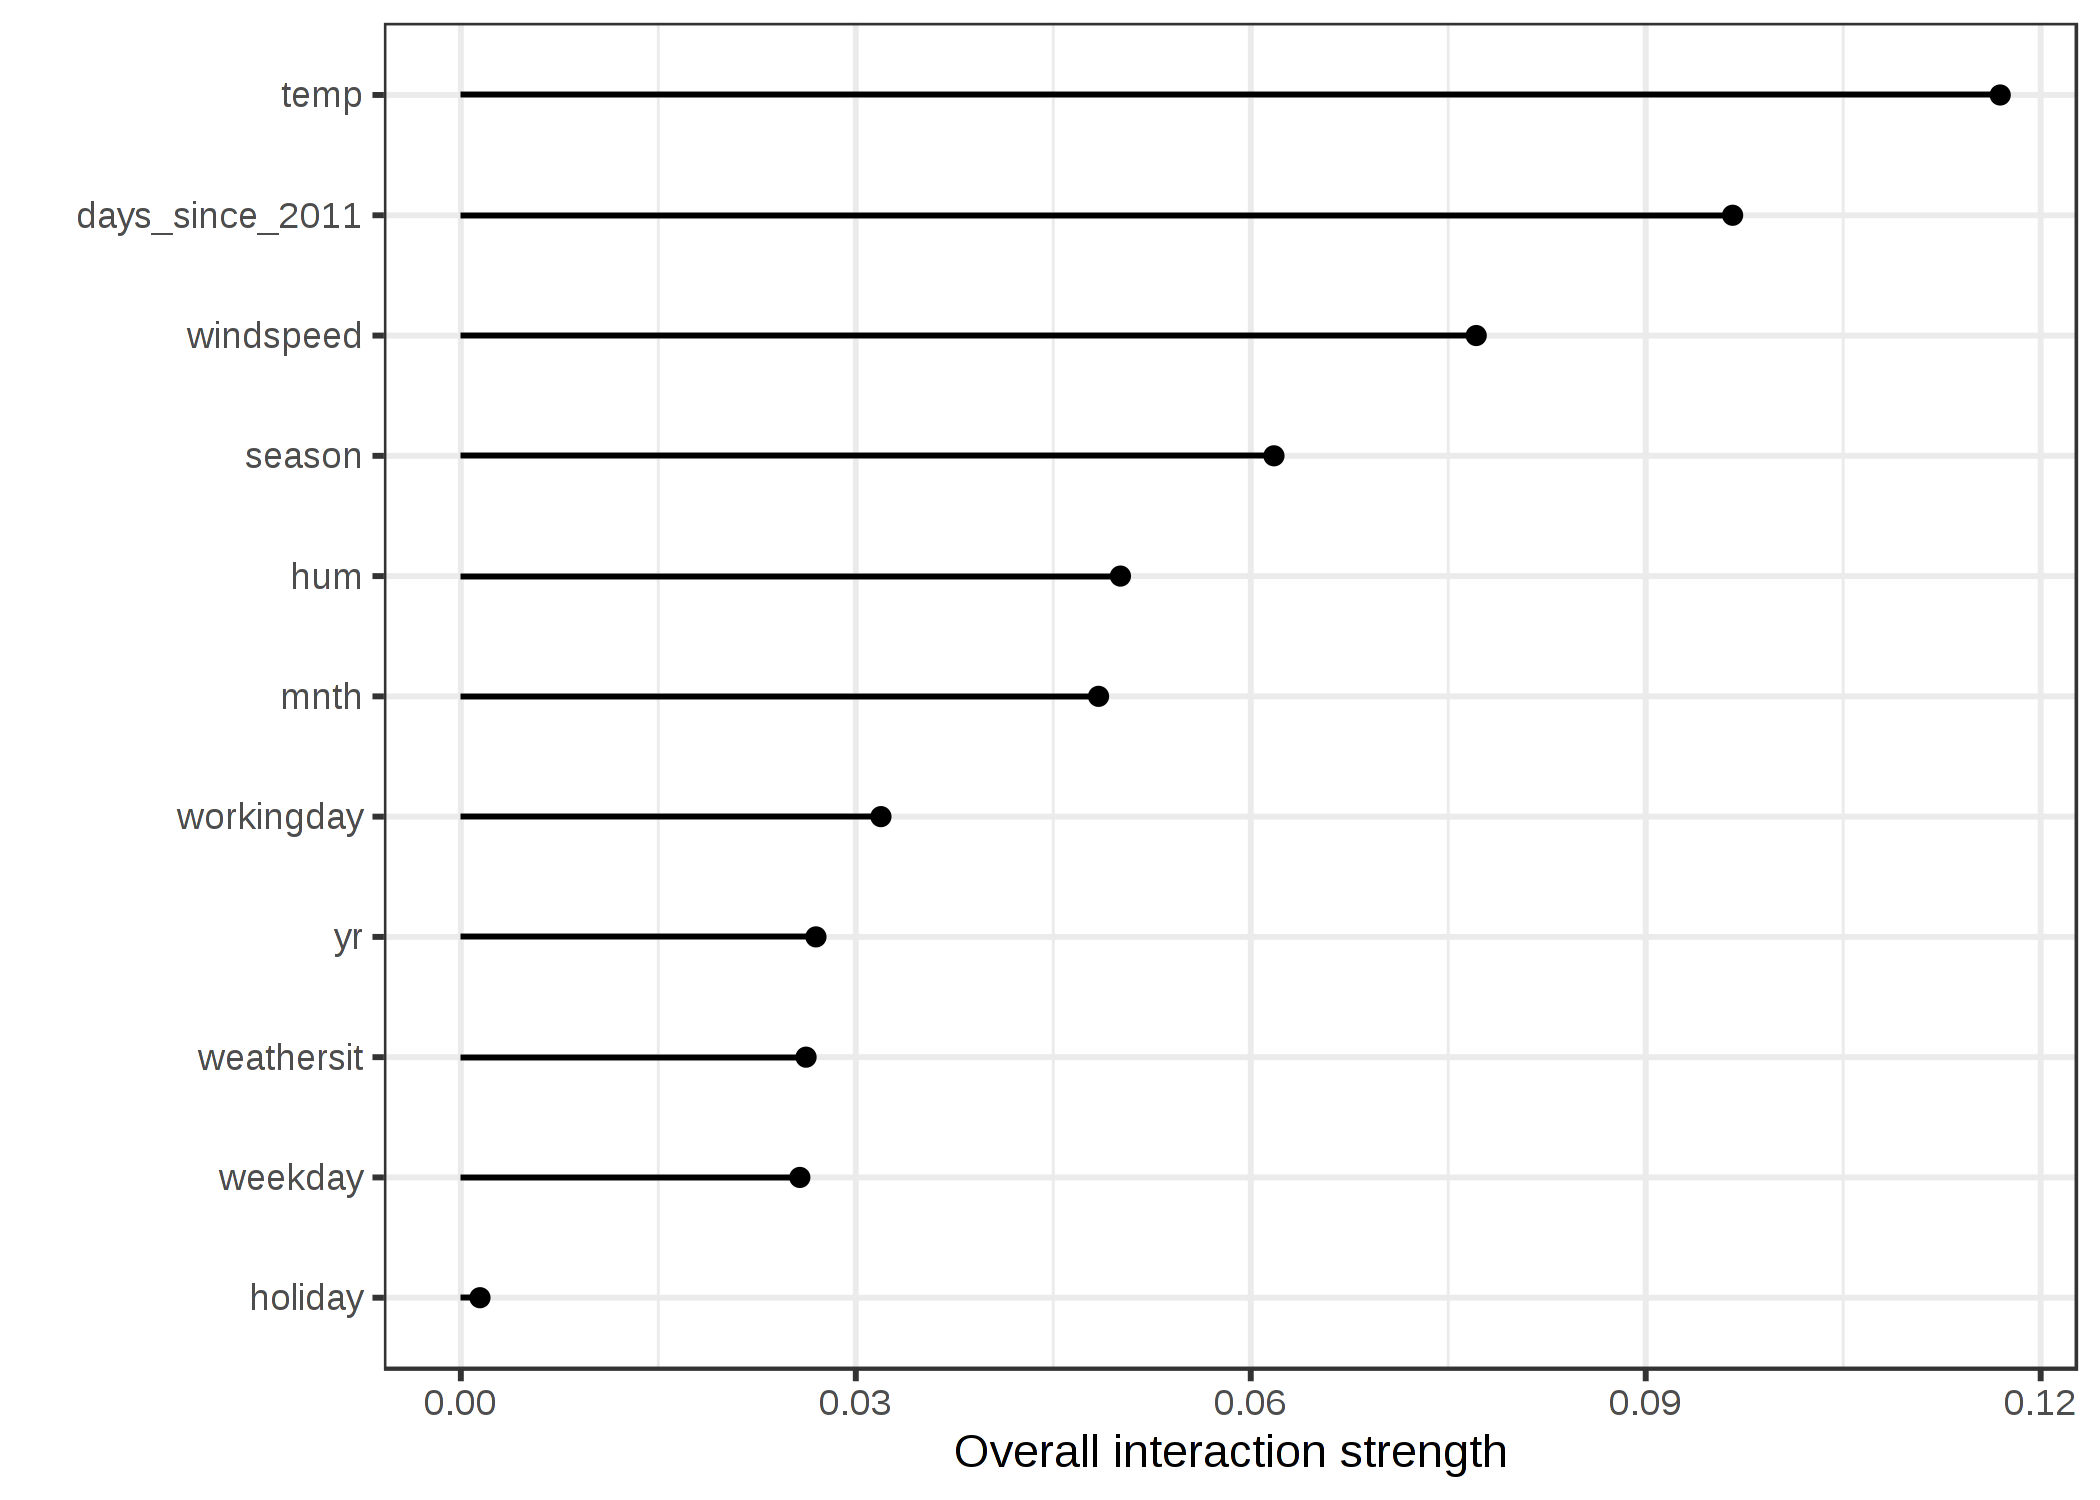 temp
days_since_2011
windspeed
season
hum
mnth
workingday
yr
weathersit
weekday
holiday
0.00 0.03 0.06 0.09 0.12
Overall interaction strength